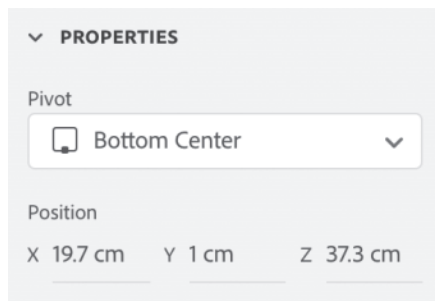 PROPERTIES
Pivot
Bottom Center
Position
X 19.7 cm Y 1 cm Z 37.3 cm